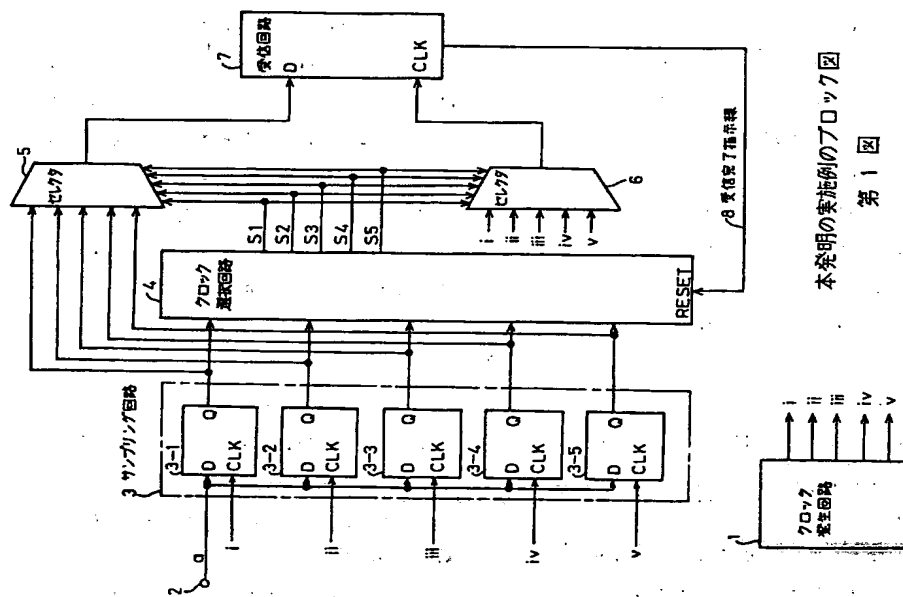 3 サンプリング回路
2
a
3-1
D
Q
CLK
i
3-2
D
Q
CLK
ii
3-3
D
Q
CLK
iii
3-4
D
Q
CLK
iv
3-5
D
Q
CLK
v
4
クロック
選択回路
RESET
S1
S2
S3
S4
S5
5
セレクタ
セレクタ
6
i
ii
iii
iv
v
7
受信回路
D
CLK
8 受信完了指示線
1
クロック
発生回路
i
ii
iii
iv
v
本発明の実施例のブロック図
第 1 図